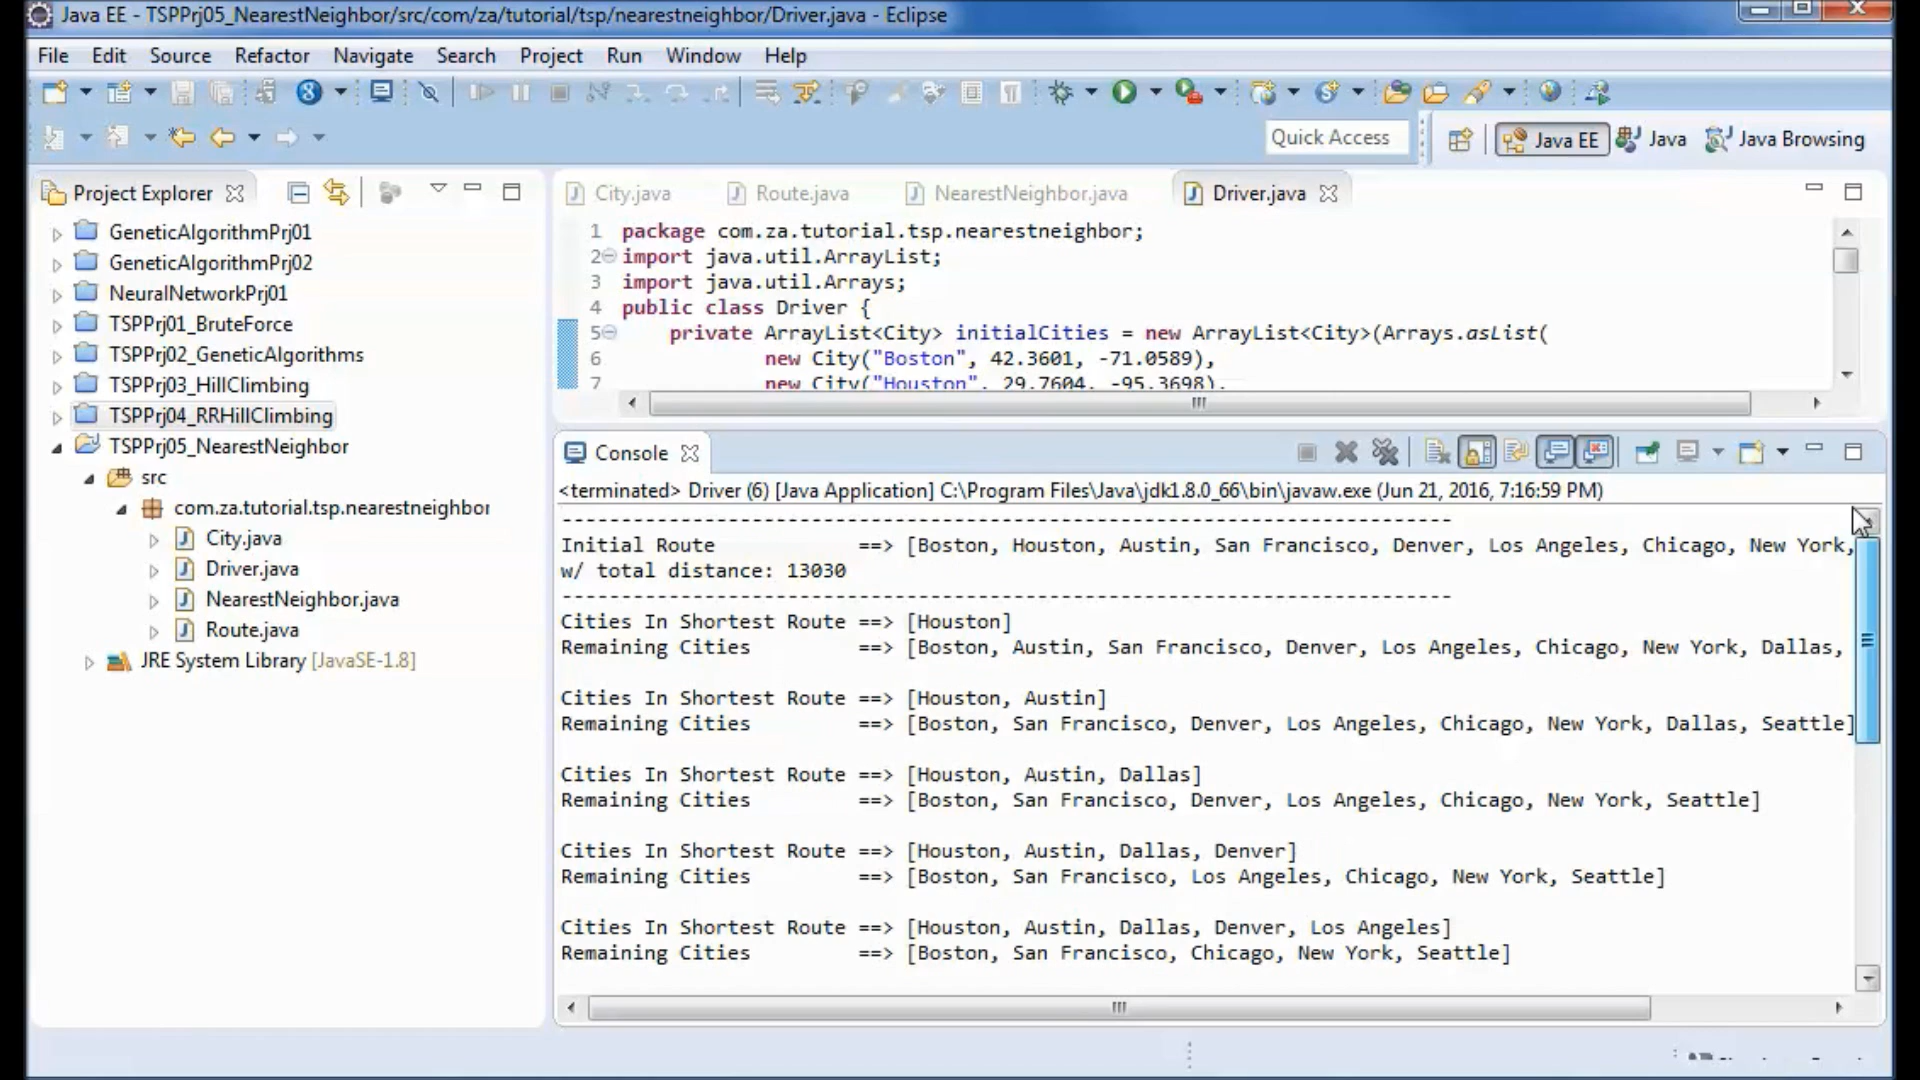 Java EE - TSPPrj05_NearestNeighbor/src/com/za/tutorial/tsp/nearestneighbor/Driver.java - Eclipse
File Edit Source Refactor Navigate Search Project Run Window Help
Quick Access Java EE Java Java Browsing
Project Explorer
GeneticAlgorithmPrj01
GeneticAlgorithmPrj02
NeuralNetworkPrj01
TSPPrj01_BruteForce
TSPPrj02_GeneticAlgorithms
TSPPrj03_HillClimbing
TSPPrj04_RRHillClimbing
TSPPrj05_NearestNeighbor
src
com.za.tutorial.tsp.nearestneighbor
City.java
Driver.java
NearestNeighbor.java
Route.java
JRE System Library [JavaSE-1.8]
City.java Route.java NearestNeighbor.java Driver.java
1 package com.za.tutorial.tsp.nearestneighbor;
2 import java.util.ArrayList;
3 import java.util.Arrays;
4 public class Driver {
5 private ArrayList<City> initialCities = new ArrayList<City>(Arrays.asList(
6 new City("Boston", 42.3601, -71.0589),
7 new City("Houston", 29.7604, -95.3698),
Console
<terminated> Driver (6) [Java Application] C:\Program Files\Java\jdk1.8.0_66\bin\javaw.exe (Jun 21, 2016, 7:16:59 PM)
---------------------------------------------------------------------------
Initial Route ==> [Boston, Houston, Austin, San Francisco, Denver, Los Angeles, Chicago, New York,
w/ total distance: 13030
---------------------------------------------------------------------------
Cities In Shortest Route ==> [Houston]
Remaining Cities ==> [Boston, Austin, San Francisco, Denver, Los Angeles, Chicago, New York, Dallas,
Cities In Shortest Route ==> [Houston, Austin]
Remaining Cities ==> [Boston, San Francisco, Denver, Los Angeles, Chicago, New York, Dallas, Seattle]
Cities In Shortest Route ==> [Houston, Austin, Dallas]
Remaining Cities ==> [Boston, San Francisco, Denver, Los Angeles, Chicago, New York, Seattle]
Cities In Shortest Route ==> [Houston, Austin, Dallas, Denver]
Remaining Cities ==> [Boston, San Francisco, Los Angeles, Chicago, New York, Seattle]
Cities In Shortest Route ==> [Houston, Austin, Dallas, Denver, Los Angeles]
Remaining Cities ==> [Boston, San Francisco, Chicago, New York, Seattle]